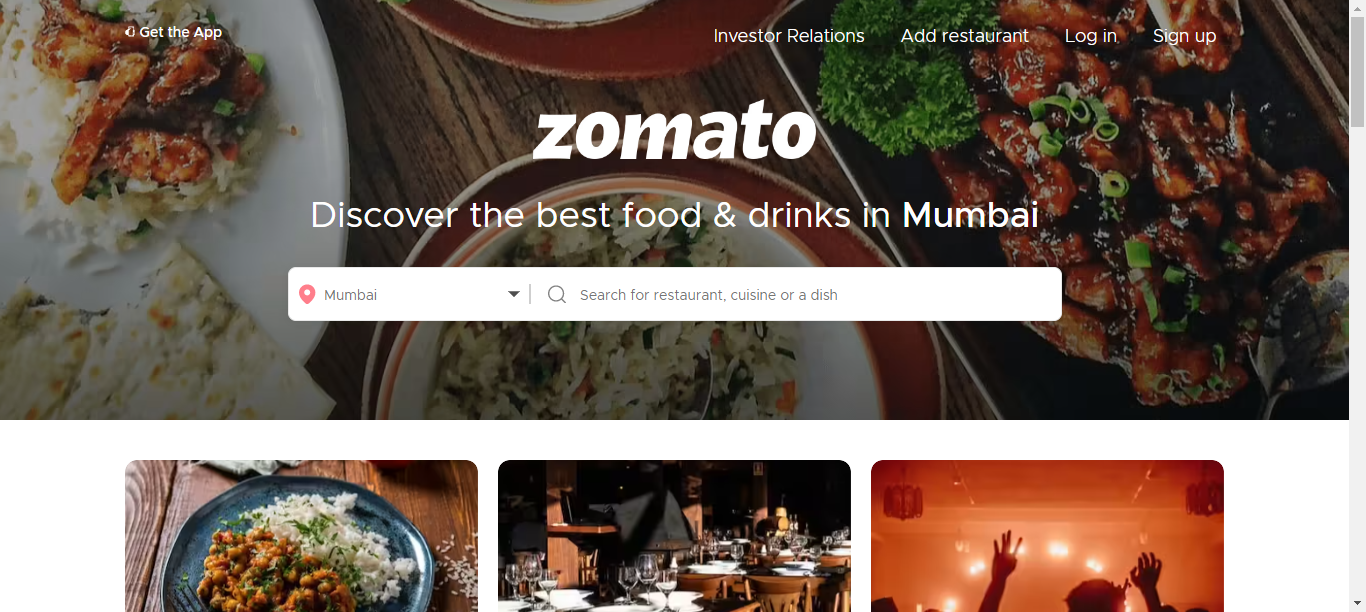 Get the App
Investor Relations
Add restaurant
Log in
Sign up
zomato
Discover the best food & drinks in Mumbai
Mumbai
Search for restaurant, cuisine or a dish